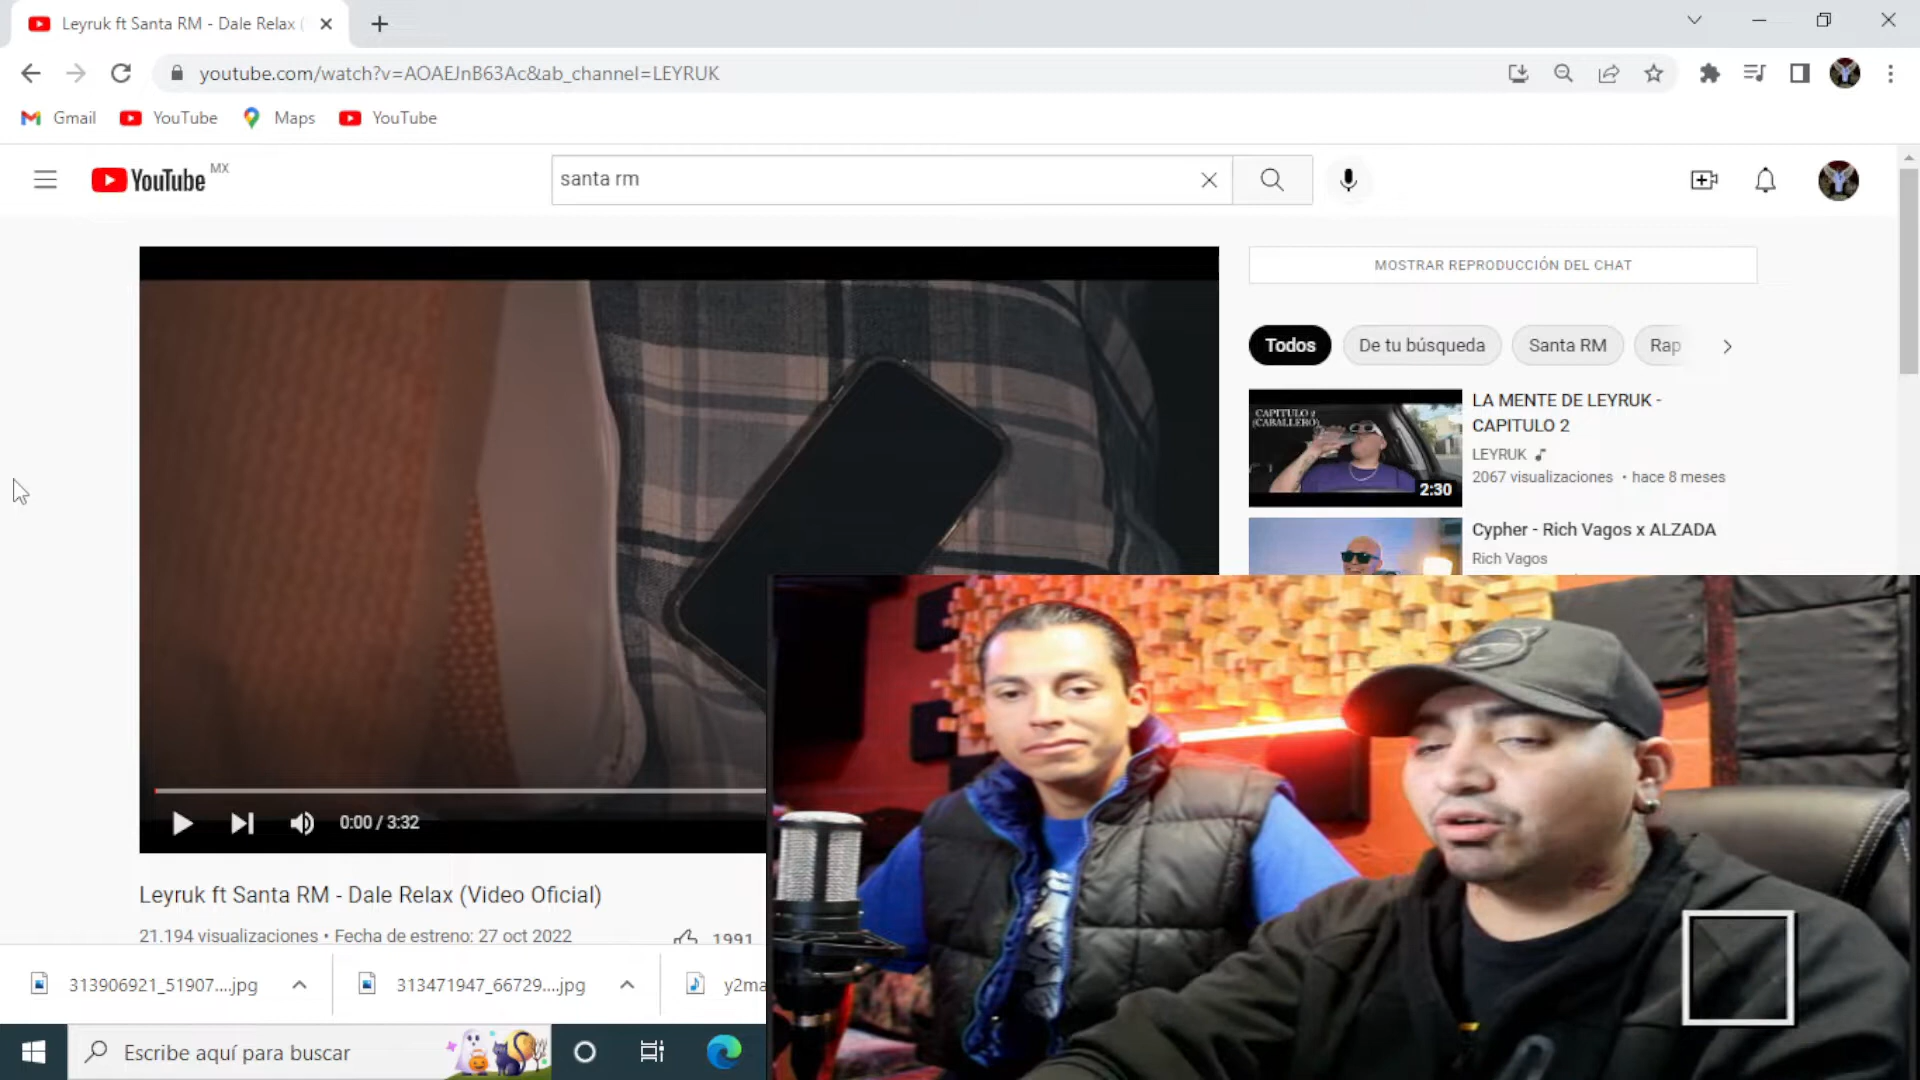 Leyruk ft Santa RM - Dale Relax (
youtube.com/watch?v=AOAEJnB63Ac&ab_channel=LEYRUK
Gmail
YouTube
Maps
YouTube
YouTube MX
santa rm
MOSTRAR REPRODUCCIÓN DEL CHAT
Todos
De tu búsqueda
Santa RM
Rap
CAPITULO 2
(CABALLERO)
2:30
LA MENTE DE LEYRUK -
CAPITULO 2
LEYRUK
2067 visualizaciones • hace 8 meses
Cypher - Rich Vagos x ALZADA
Rich Vagos
0:00 / 3:32
Leyruk ft Santa RM - Dale Relax (Video Oficial)
21.194 visualizaciones • Fecha de estreno: 27 oct 2022
1991
313906921_51907....jpg
313471947_66729....jpg
y2ma
Escribe aquí para buscar